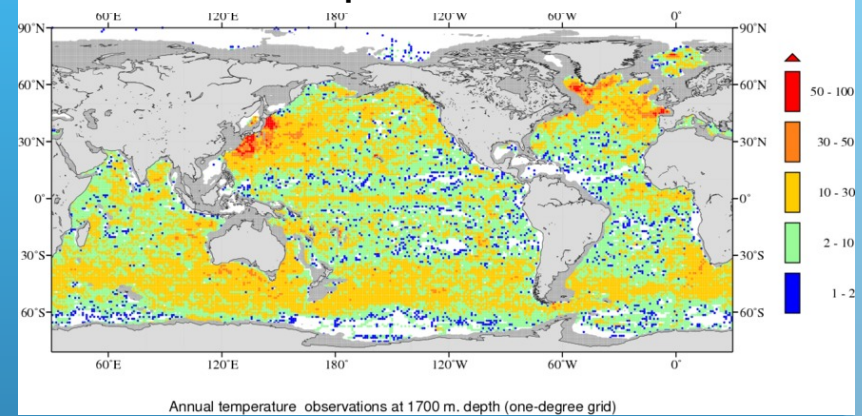 60°E 120°E 180° 120°W 60°W 0°
90°N 90°N
60°N 60°N
30°N 30°N
0° 0°
30°S 30°S
60°S 60°S
60°E 120°E 180° 120°W 60°W 0°
50 - 100
30 - 50
10 - 30
2 - 10
1 - 2
Annual temperature observations at 1700 m. depth (one-degree grid)